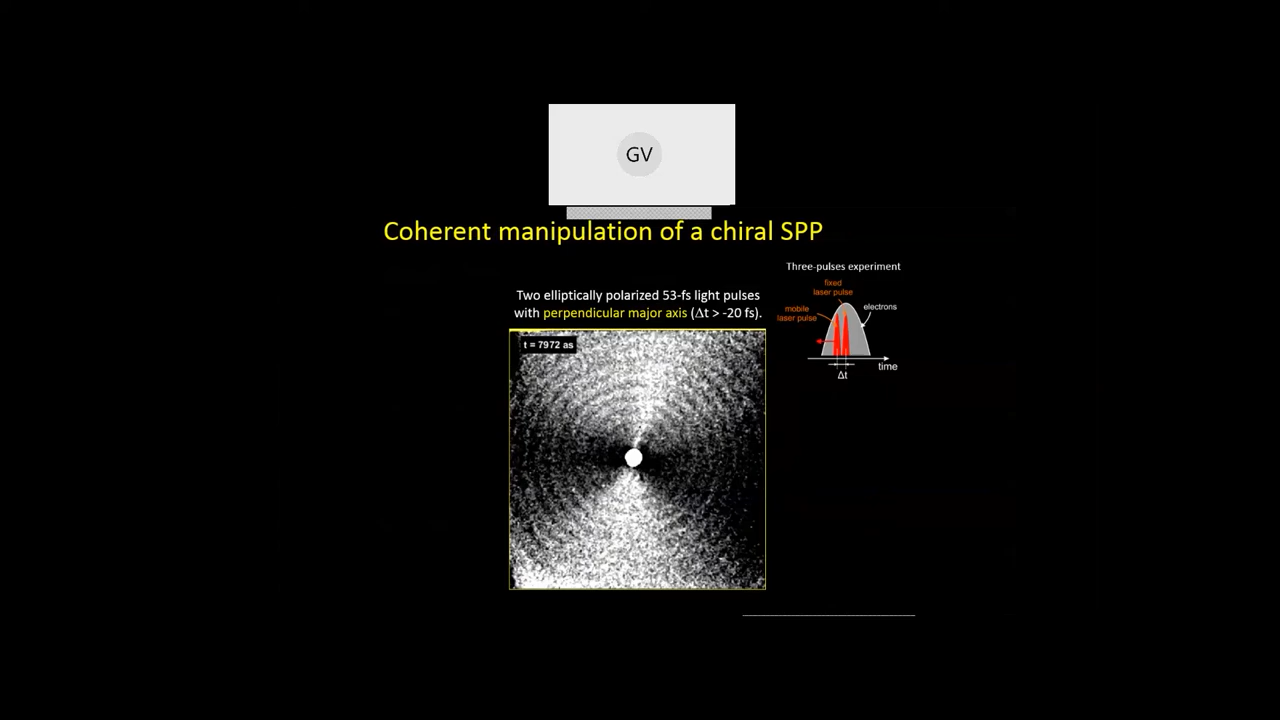 GV
Coherent manipulation of a chiral SPP
Three-pulses experiment
fixed
laser pulse
mobile
laser pulse
electrons
time
Δt
Two elliptically polarized 53-fs light pulses
with perpendicular major axis (Δt > -20 fs).
t = 7972 as